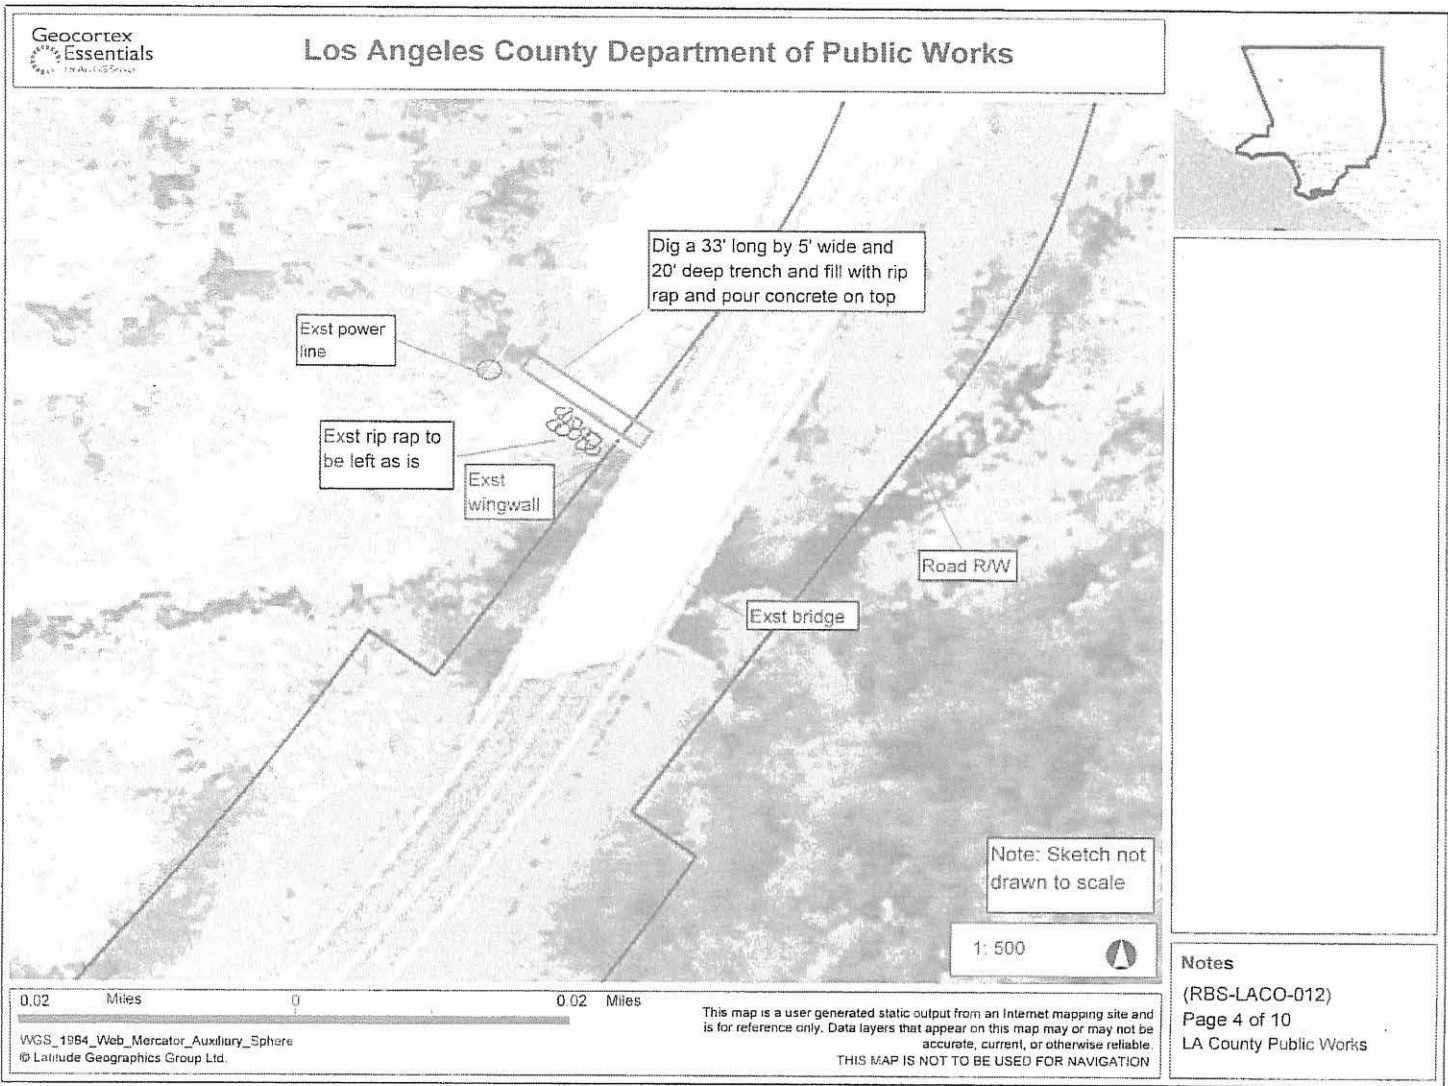 Geocortex
Essentials
Los Angeles County Department of Public Works
Dig a 33' long by 5' wide and
20' deep trench and fill with rip
rap and pour concrete on top
Exst power
line
Exst rip rap to
be left as is
Exst
wingwall
Road R/W
Exst bridge
Note: Sketch not
drawn to scale
1: 500
0.02 Miles 0 0.02 Miles
WGS_1984_Web_Mercator_Auxiliary_Sphere
© Latitude Geographics Group Ltd.
This map is a user generated static output from an Internet mapping site and
is for reference only. Data layers that appear on this map may or may not be
accurate, current, or otherwise reliable.
THIS MAP IS NOT TO BE USED FOR NAVIGATION
Notes
(RBS-LACO-012)
Page 4 of 10
LA County Public Works